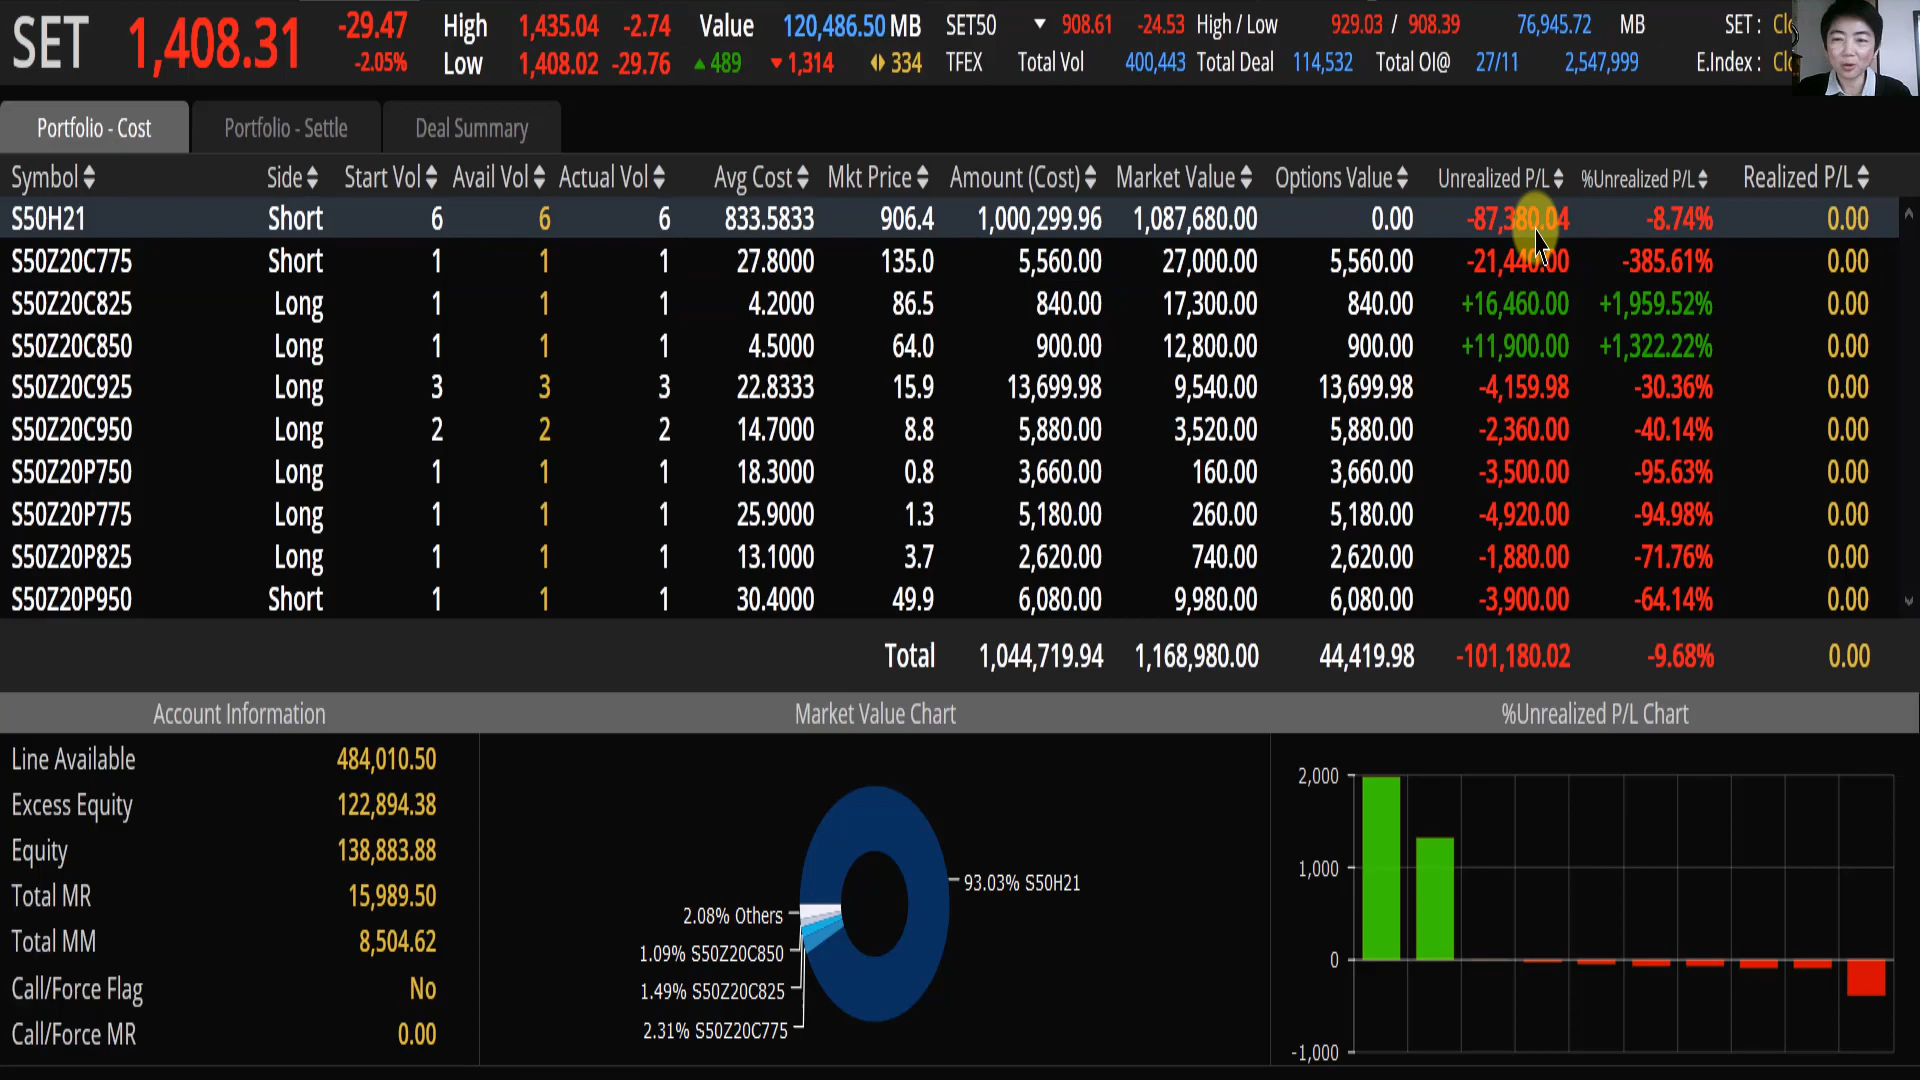 SET 1,408.31 -29.47 High 1,435.04 -2.74 Value 120,486.50 MB SET50 908.61 -24.53 High / Low 929.03 / 908.39 76,945.72 MB SET :
-2.05% Low 1,408.02 -29.76 489 1,314 334 TFEX Total Vol 400,443 Total Deal 114,532 Total OI@ 27/11 2,547,999 E.Index :
Portfolio - Cost Portfolio - Settle Deal Summary
Symbol Side Start Vol Avail Vol Actual Vol Avg Cost Mkt Price Amount (Cost) Market Value Options Value Unrealized P/L %Unrealized P/L Realized P/L
S50H21 Short 6 6 6 833.5833 906.4 1,000,299.96 1,087,680.00 0.00 -87,380.04 -8.74% 0.00
S50Z20C775 Short 1 1 1 27.8000 135.0 5,560.00 27,000.00 5,560.00 -21,440.00 -385.61% 0.00
S50Z20C825 Long 1 1 1 4.2000 86.5 840.00 17,300.00 840.00 +16,460.00 +1,959.52% 0.00
S50Z20C850 Long 1 1 1 4.5000 64.0 900.00 12,800.00 900.00 +11,900.00 +1,322.22% 0.00
S50Z20C925 Long 3 3 3 22.8333 15.9 13,699.98 9,540.00 13,699.98 -4,159.98 -30.36% 0.00
S50Z20C950 Long 2 2 2 14.7000 8.8 5,880.00 3,520.00 5,880.00 -2,360.00 -40.14% 0.00
S50Z20P750 Long 1 1 1 18.3000 0.8 3,660.00 160.00 3,660.00 -3,500.00 -95.63% 0.00
S50Z20P775 Long 1 1 1 25.9000 1.3 5,180.00 260.00 5,180.00 -4,920.00 -94.98% 0.00
S50Z20P825 Long 1 1 1 13.1000 3.7 2,620.00 740.00 2,620.00 -1,880.00 -71.76% 0.00
S50Z20P950 Short 1 1 1 30.4000 49.9 6,080.00 9,980.00 6,080.00 -3,900.00 -64.14% 0.00
Total 1,044,719.94 1,168,980.00 44,419.98 -101,180.02 -9.68% 0.00
Account Information Market Value Chart %Unrealized P/L Chart
Line Available 484,010.50
Excess Equity 122,894.38
Equity 138,883.88
Total MR 15,989.50
Total MM 8,504.62
Call/Force Flag No
Call/Force MR 0.00
93.03% S50H21
2.08% Others
1.09% S50Z20C850
1.49% S50Z20C825
2.31% S50Z20C775
2,000
1,000
0
-1,000